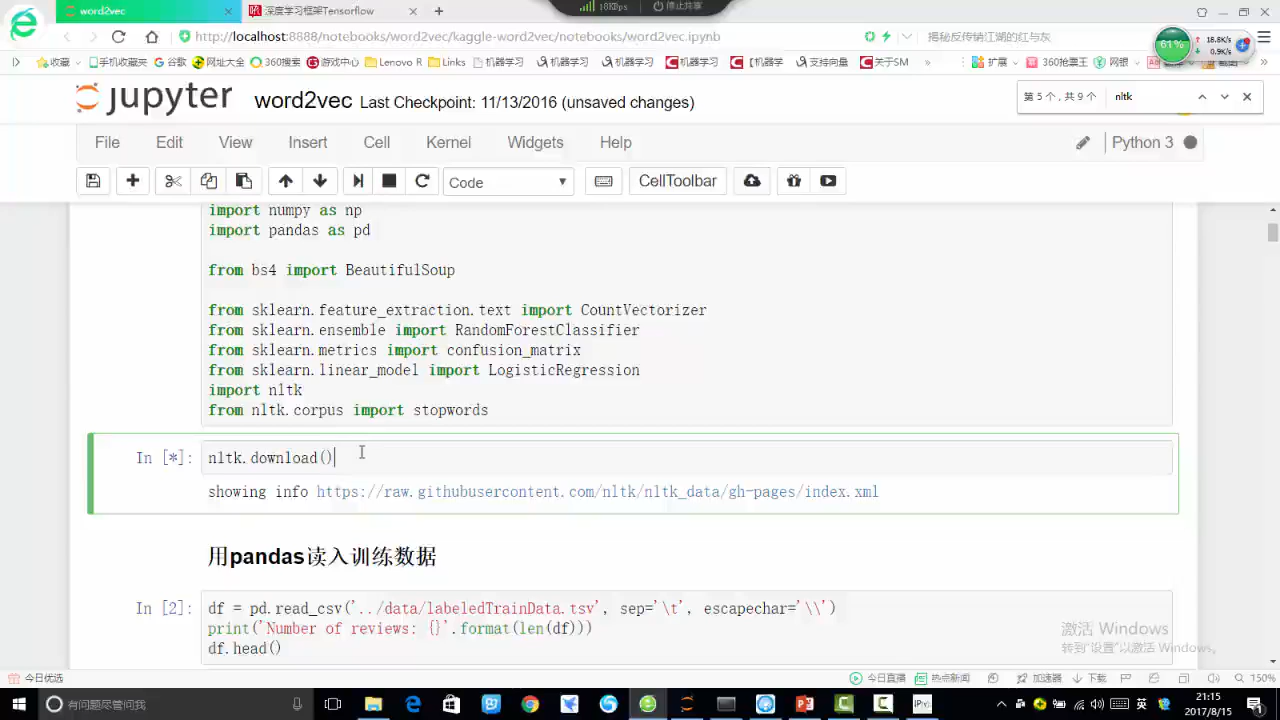 word2vec
深度学习框架Tensorflow
18KPps
停止共享
http://localhost:8888/notebooks/word2vec/kaggle-word2vec/notebooks/word2vec.ipynb
揭秘反传销江湖的红与灰
61%
18.8K/s
0.9K/s
收藏 手机收藏夹 谷歌 网址大全 360搜索 游戏中心 Lenovo R Links 机器学习 机器学习 机器学习 机器学习 【机器学 支持向量 关于SM » 扩展 360抢票王 网银
jupyter word2vec Last Checkpoint: 11/13/2016 (unsaved changes)
第 5 个 , 共 9 个 nltk
File Edit View Insert Cell Kernel Widgets Help Python 3
Code CellToolbar
import numpy as np
import pandas as pd
from bs4 import BeautifulSoup
from sklearn.feature_extraction.text import CountVectorizer
from sklearn.ensemble import RandomForestClassifier
from sklearn.metrics import confusion_matrix
from sklearn.linear_model import LogisticRegression
import nltk
from nltk.corpus import stopwords
In [*]: nltk.download()
showing info https://raw.githubusercontent.com/nltk/nltk_data/gh-pages/index.xml
用pandas读入训练数据
In [2]: df = pd.read_csv('../data/labeledTrainData.tsv', sep='\t', escapechar='\\')
print('Number of reviews: {}'.format(len(df)))
df.head()
激活 Windows
转到"设置"以激活 Windows。
今日优选 今日直播 热点新闻 加速器 下载 150%
有问题尽管问我
英
21:15
2017/8/15